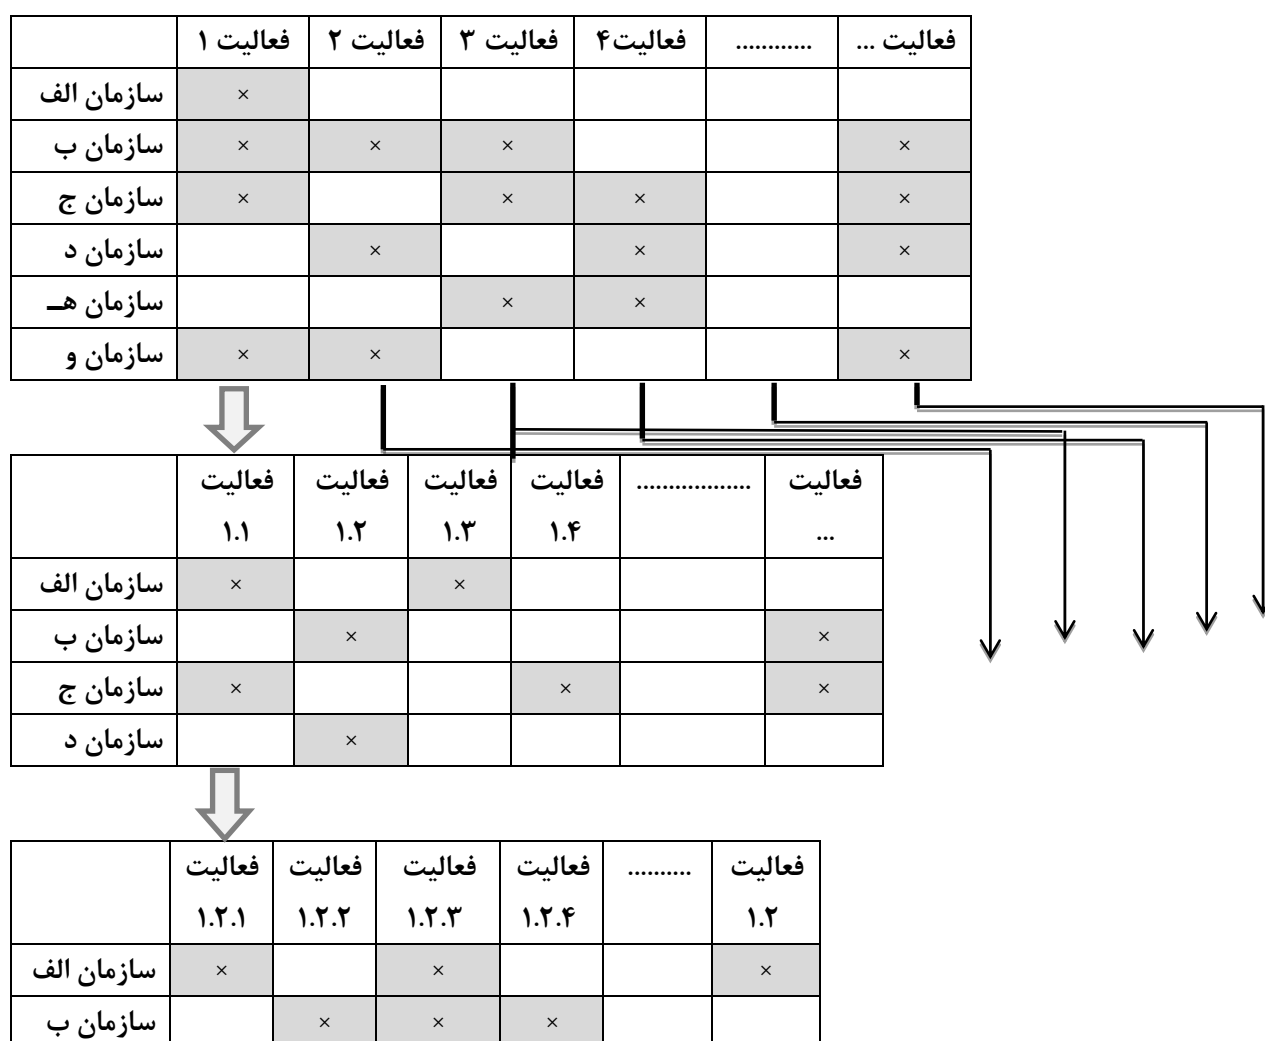 فعالیت ۱ فعالیت ۲ فعالیت ۳ فعالیت۴ ............ فعالیت ...
سازمان الف ×
سازمان ب × × × ×
سازمان ج × × × ×
سازمان د × × ×
سازمان هـ × ×
سازمان و × × ×
فعالیت فعالیت فعالیت فعالیت .................. فعالیت
۱.۱ ۱.۲ ۱.۳ ۱.۴ ...
سازمان الف × ×
سازمان ب × ×
سازمان ج × × ×
سازمان د ×
فعالیت فعالیت فعالیت فعالیت .......... فعالیت
۱.۲.۱ ۱.۲.۲ ۱.۲.۳ ۱.۲.۴ ۱.۲
سازمان الف × × ×
سازمان ب × × ×